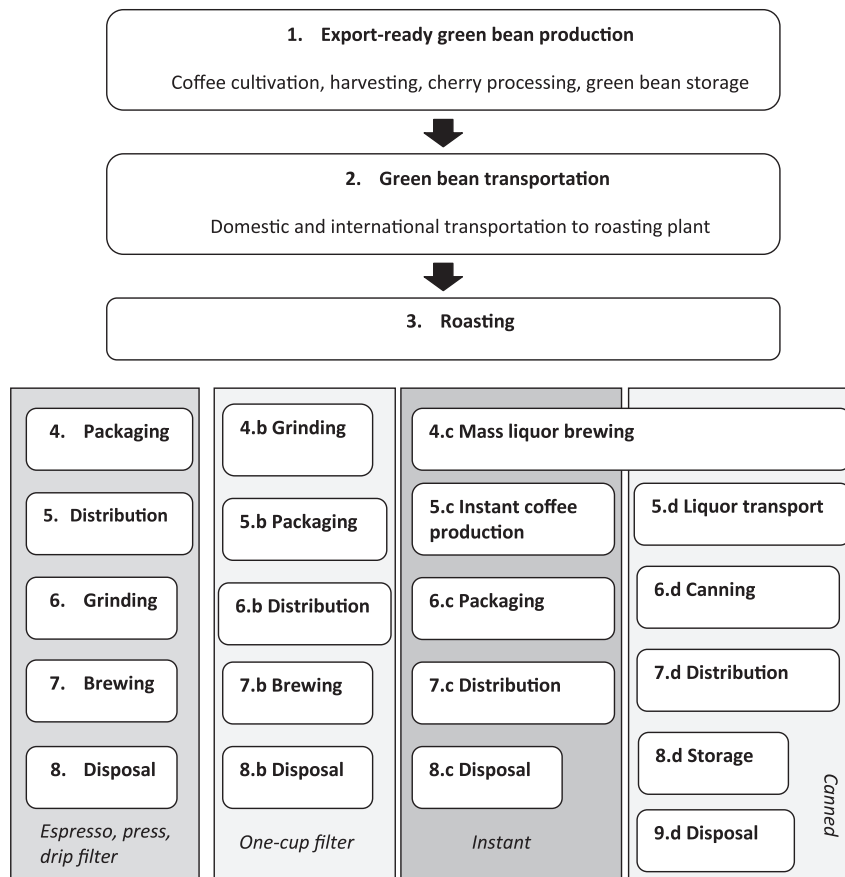 1. Export-ready green bean production
Coffee cultivation, harvesting, cherry processing, green bean storage
2. Green bean transportation
Domestic and international transportation to roasting plant
3. Roasting
4. Packaging
5. Distribution
6. Grinding
7. Brewing
8. Disposal
Espresso, press,
drip filter
4.b Grinding
5.b Packaging
6.b Distribution
7.b Brewing
8.b Disposal
One-cup filter
4.c Mass liquor brewing
5.c Instant coffee
production
6.c Packaging
7.c Distribution
8.c Disposal
Instant
5.d Liquor transport
6.d Canning
7.d Distribution
8.d Storage
9.d Disposal
Canned